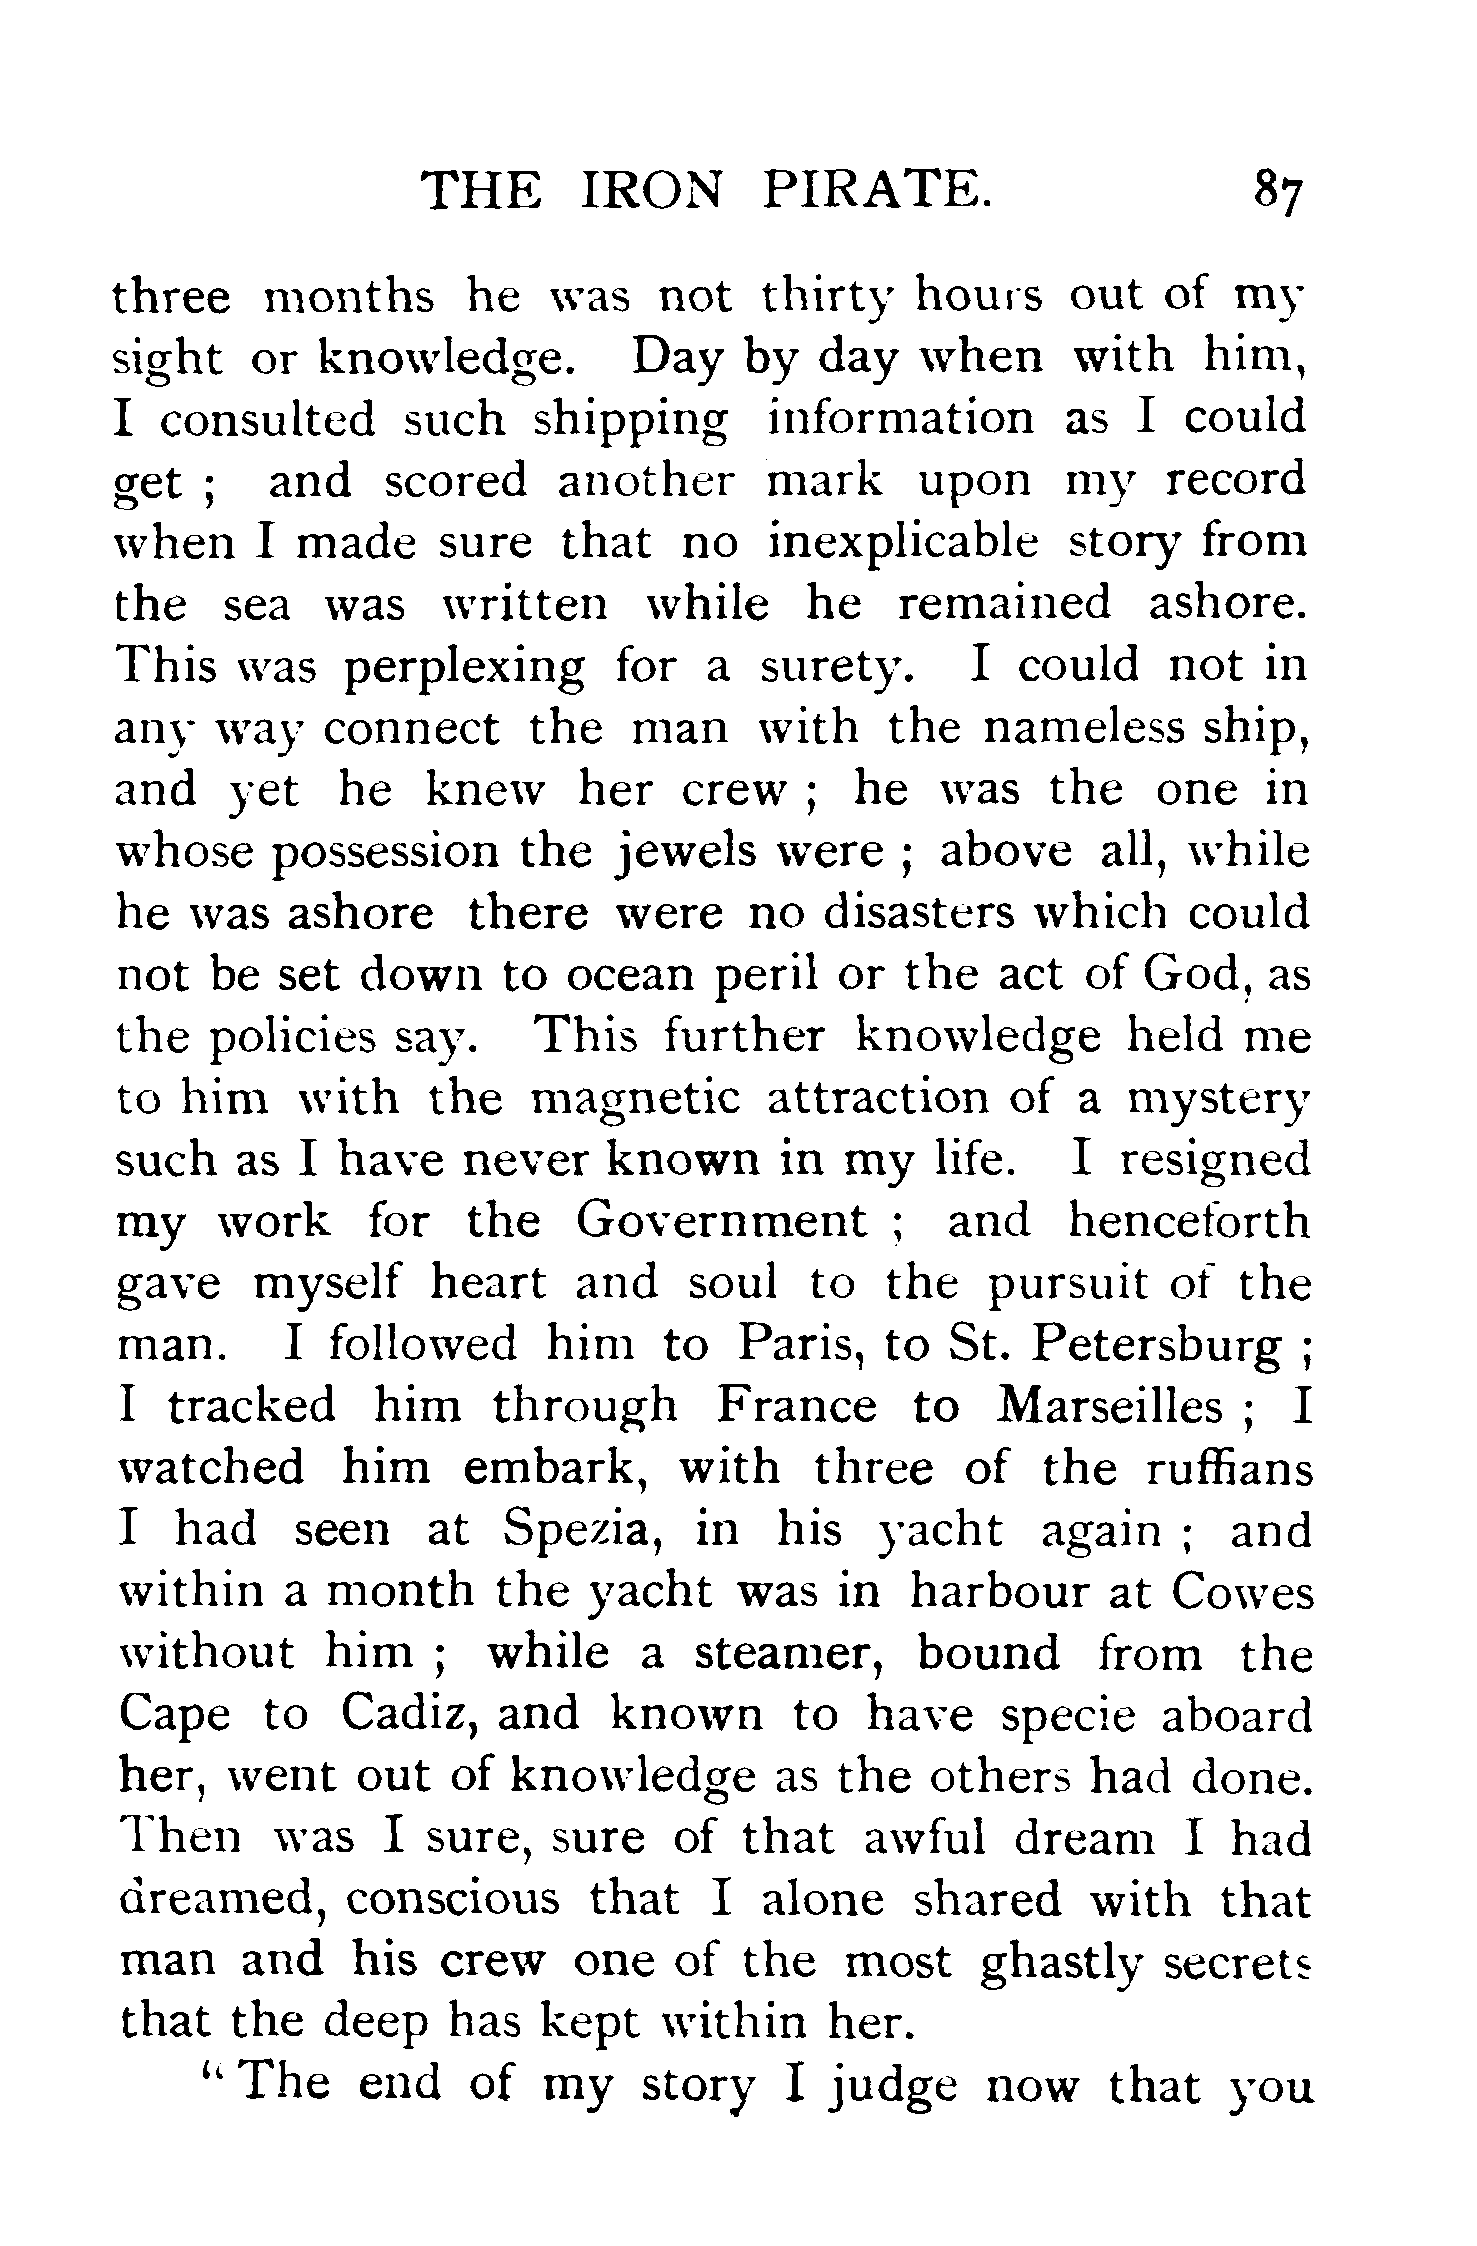 THE IRON PIRATE. 87
three months he was not thirty hours out of my
sight or knowledge. Day by day when with him,
I consulted such shipping information as I could
get ; and scored another mark upon my record
when I made sure that no inexplicable story from
the sea was written while he remained ashore.
This was perplexing for a surety. I could not in
any way connect the man with the nameless ship,
and yet he knew her crew ; he was the one in
whose possession the jewels were ; above all, while
he was ashore there were no disasters which could
not be set down to ocean peril or the act of God, as
the policies say. This further knowledge held me
to him with the magnetic attraction of a mystery
such as I have never known in my life. I resigned
my work for the Government ; and henceforth
gave myself heart and soul to the pursuit of the
man. I followed him to Paris, to St. Petersburg ;
I tracked him through France to Marseilles ; I
watched him embark, with three of the ruffians
I had seen at Spezia, in his yacht again ; and
within a month the yacht was in harbour at Cowes
without him ; while a steamer, bound from the
Cape to Cadiz, and known to have specie aboard
her, went out of knowledge as the others had done.
Then was I sure, sure of that awful dream I had
dreamed, conscious that I alone shared with that
man and his crew one of the most ghastly secrets
that the deep has kept within her.
“ The end of my story I judge now that you